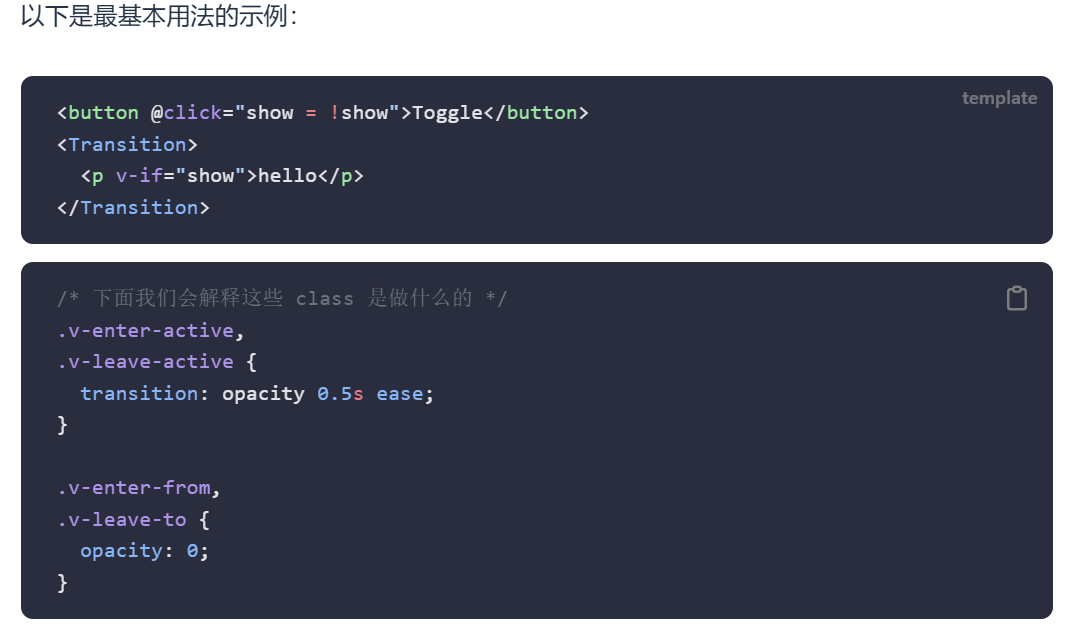 以下是最基本用法的示例：
template
<button @click="show = !show">Toggle</button>
<Transition>
  <p v-if="show">hello</p>
</Transition>
/* 下面我们会解释这些 class 是做什么的 */
.v-enter-active,
.v-leave-active {
  transition: opacity 0.5s ease;
}

.v-enter-from,
.v-leave-to {
  opacity: 0;
}